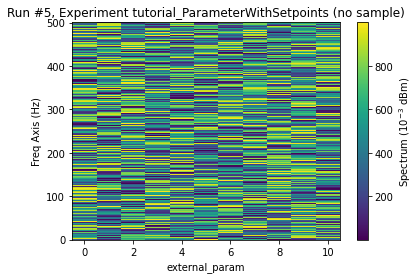 Run #5, Experiment tutorial_ParameterWithSetpoints (no sample)
500
400
300
200
100
0
Freq Axis (Hz)
0 2 4 6 8 10
external_param
800
600
400
200
Spectrum (10⁻³ dBm)